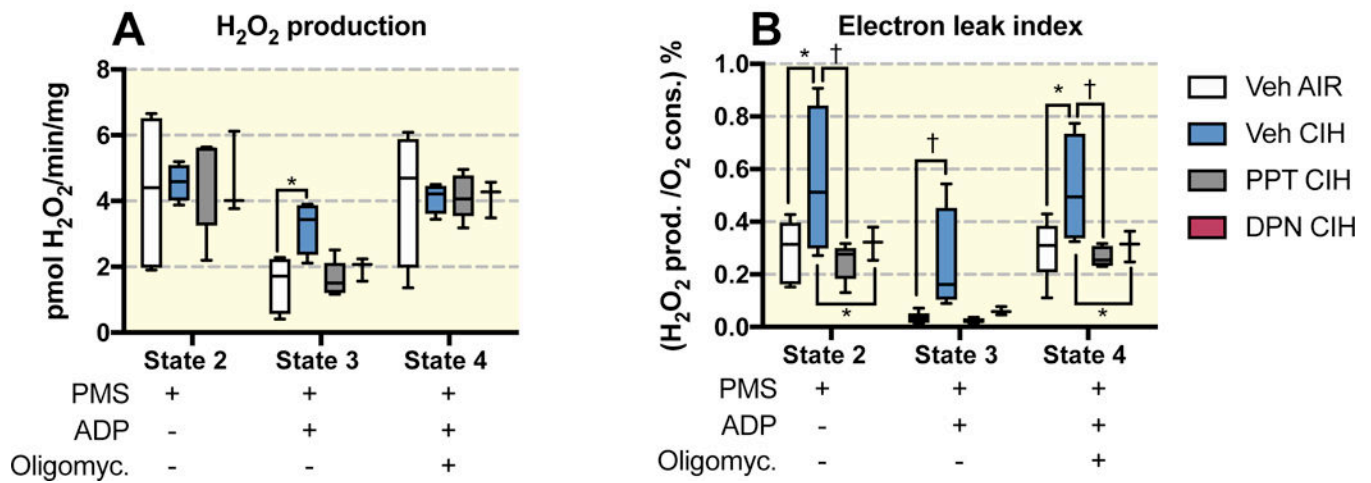 A H₂O₂ production
pmol H₂O₂/min/mg
8
6
4
2
0
*
State 2 State 3 State 4
PMS + + +
ADP - + +
Oligomyc. - - +
B Electron leak index
(H₂O₂ prod. /O₂ cons.) %
1.0
0.8
0.6
0.4
0.2
0.0
* †
*
†
* †
*
State 2 State 3 State 4
PMS + + +
ADP - + +
Oligomyc. - - +
Veh AIR
Veh CIH
PPT CIH
DPN CIH